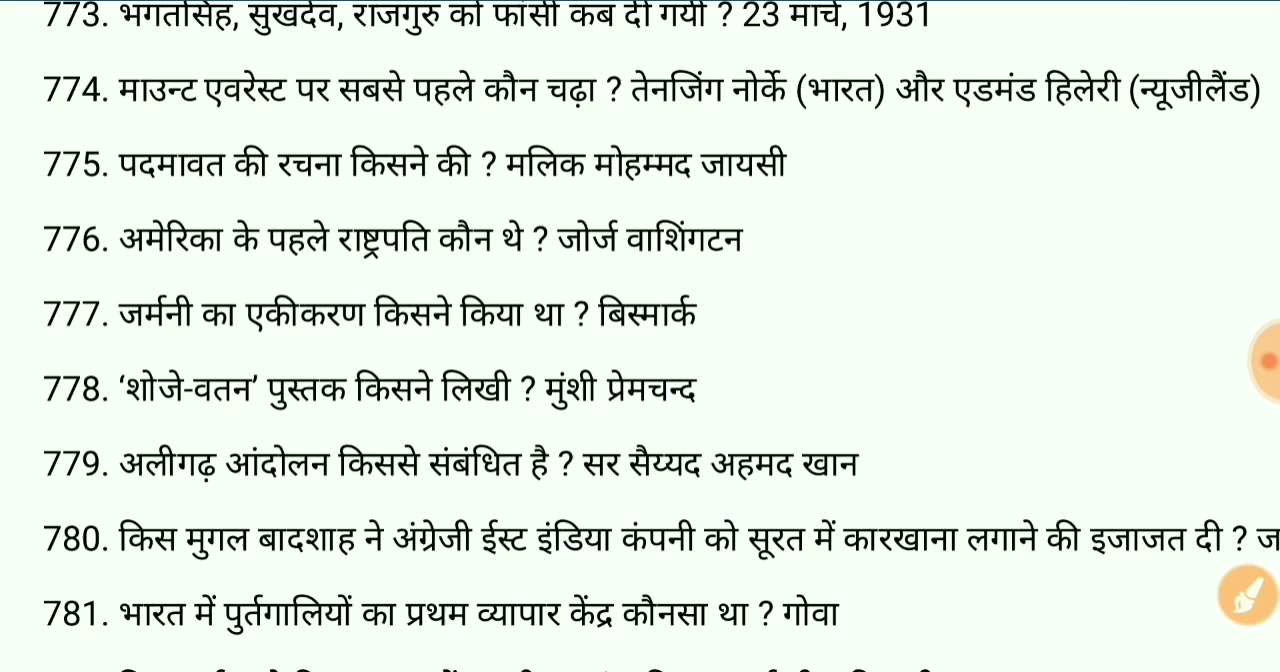 773. भगतसिंह, सुखदेव, राजगुरु को फांसी कब दी गयी ? 23 मार्च, 1931
774. माउन्ट एवरेस्ट पर सबसे पहले कौन चढ़ा ? तेनजिंग नोर्के (भारत) और एडमंड हिलेरी (न्यूजीलैंड)
775. पदमावत की रचना किसने की ? मलिक मोहम्मद जायसी
776. अमेरिका के पहले राष्ट्रपति कौन थे ? जोर्ज वाशिंगटन
777. जर्मनी का एकीकरण किसने किया था ? बिस्मार्क
778. ‘शोजे-वतन’ पुस्तक किसने लिखी ? मुंशी प्रेमचन्द
779. अलीगढ़ आंदोलन किससे संबंधित है ? सर सैय्यद अहमद खान
780. किस मुगल बादशाह ने अंग्रेजी ईस्ट इंडिया कंपनी को सूरत में कारखाना लगाने की इजाजत दी ?
781. भारत में पुर्तगालियों का प्रथम व्यापार केंद्र कौनसा था ? गोवा